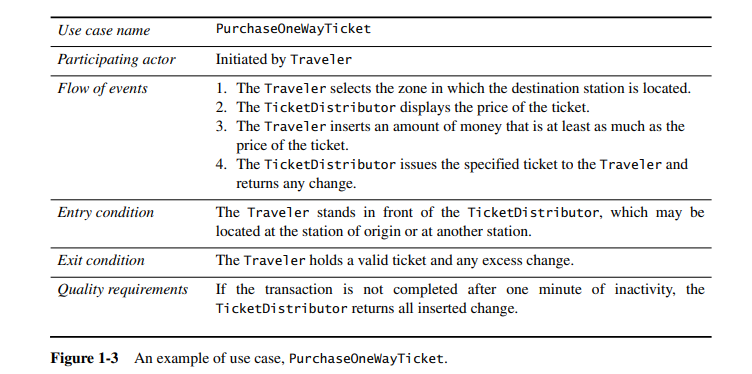 Use case name PurchaseOneWayTicket
Participating actor Initiated by Traveler
Flow of events 1. The Traveler selects the zone in which the destination station is located.
2. The TicketDistributor displays the price of the ticket.
3. The Traveler inserts an amount of money that is at least as much as the
price of the ticket.
4. The TicketDistributor issues the specified ticket to the Traveler and
returns any change.
Entry condition The Traveler stands in front of the TicketDistributor, which may be
located at the station of origin or at another station.
Exit condition The Traveler holds a valid ticket and any excess change.
Quality requirements If the transaction is not completed after one minute of inactivity, the
TicketDistributor returns all inserted change.
Figure 1-3 An example of use case, PurchaseOneWayTicket.